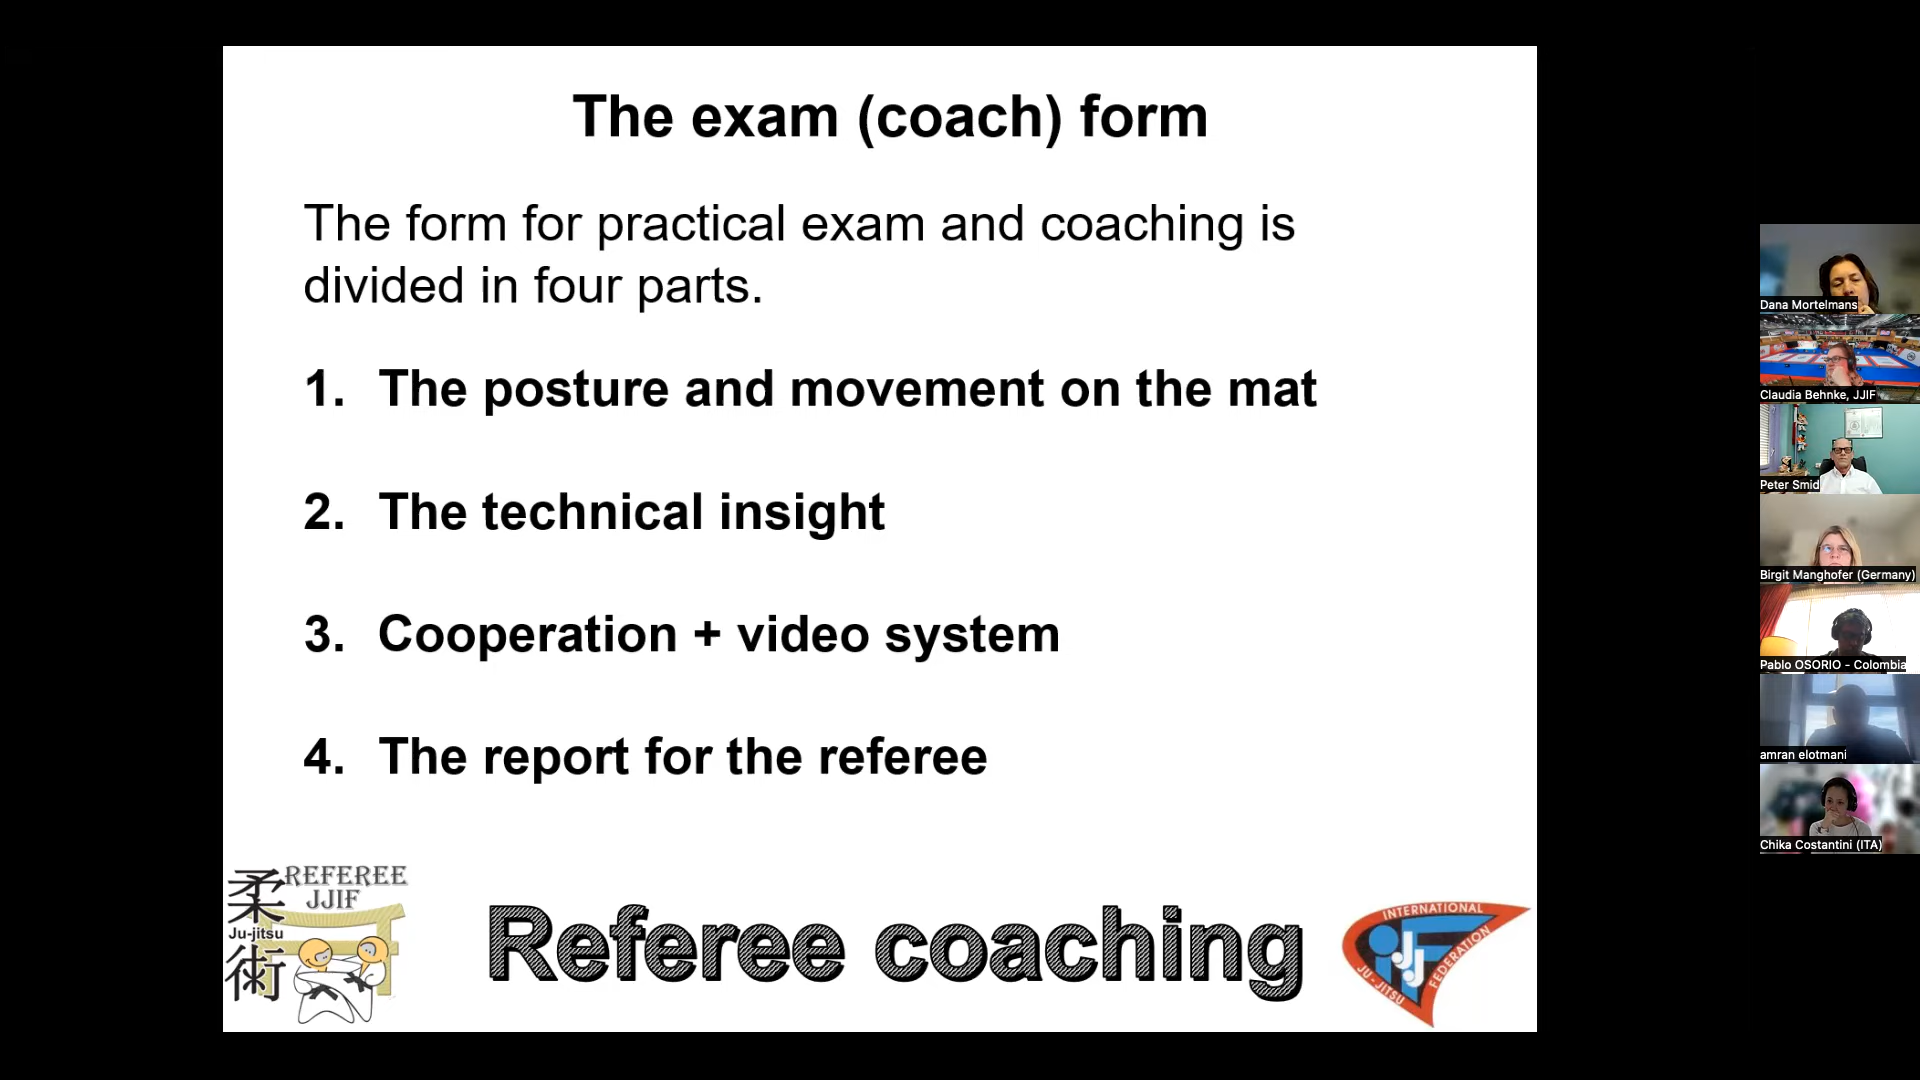 The exam (coach) form
The form for practical exam and coaching is
divided in four parts.
1. The posture and movement on the mat
2. The technical insight
3. Cooperation + video system
4. The report for the referee
柔
術
REFEREE
JJIF
Ju-jitsu
Referee coaching
INTERNATIONAL
JJIF
JU-JITSU
FEDERATION
Dana Mortelmans
Claudia Behnke, JJIF
Peter Smid
Birgit Manghofer (Germany)
Pablo OSORIO - Colombia
amran elotmani
Chika Costantini (ITA)